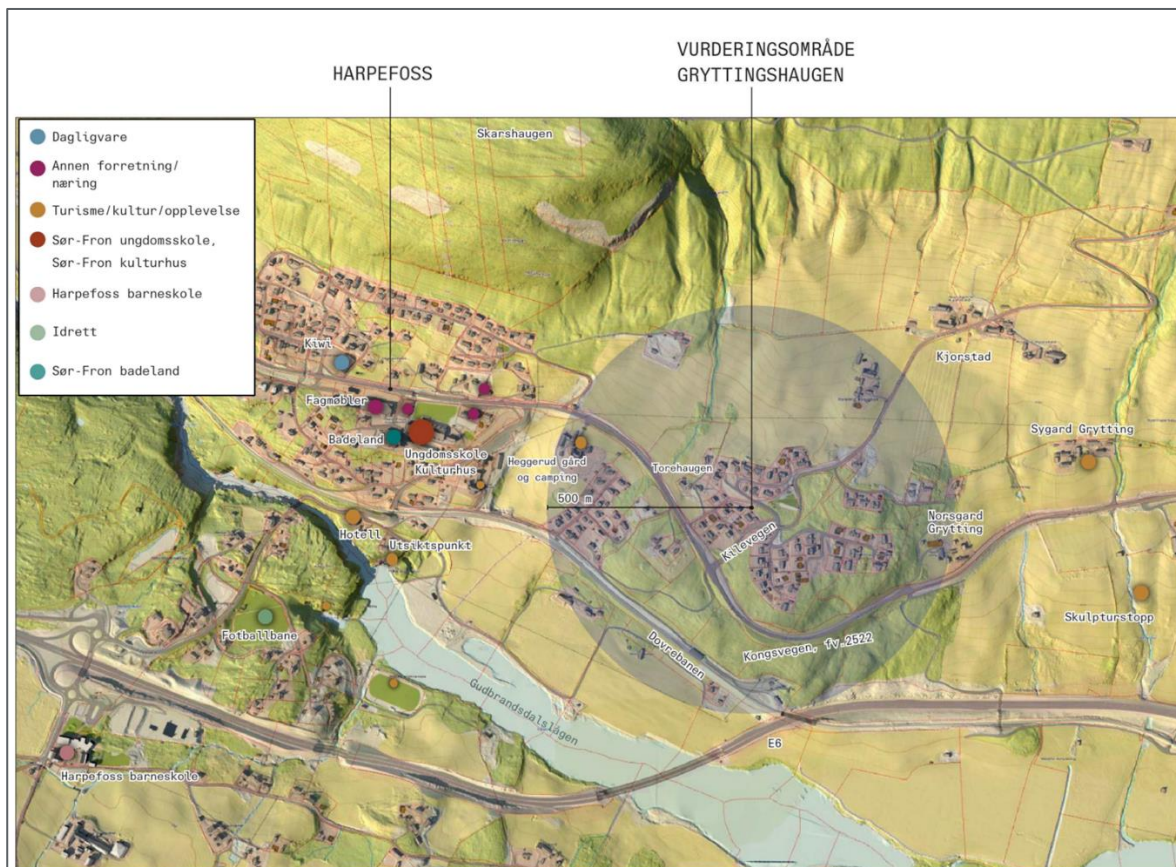 VURDERINGSOMRÅDE
GRYTTINGSHAUGEN
HARPEFOSS
Dagligvare
Annen forretning/
næring
Turisme/kultur/opplevelse
Sør-Fron ungdomsskole,
Sør-Fron kulturhus
Harpefoss barneskole
Idrett
Sør-Fron badeland
Skarshaugen
Kiwi
Fagmøbler
Badeland
Ungdomsskole
Kulturhus
Heggerud gård
og camping
500 m
Torehaugen
Kjorstad
Sygard Grytting
Norsgard
Grytting
Kilevegen
Hotell
Utsiktspunkt
Fotballbane
Skulpturstopp
Dovrebanen
Kongsvegen, fv.2522
Gudbrandsdalslågen
E6
Harpefoss barneskole